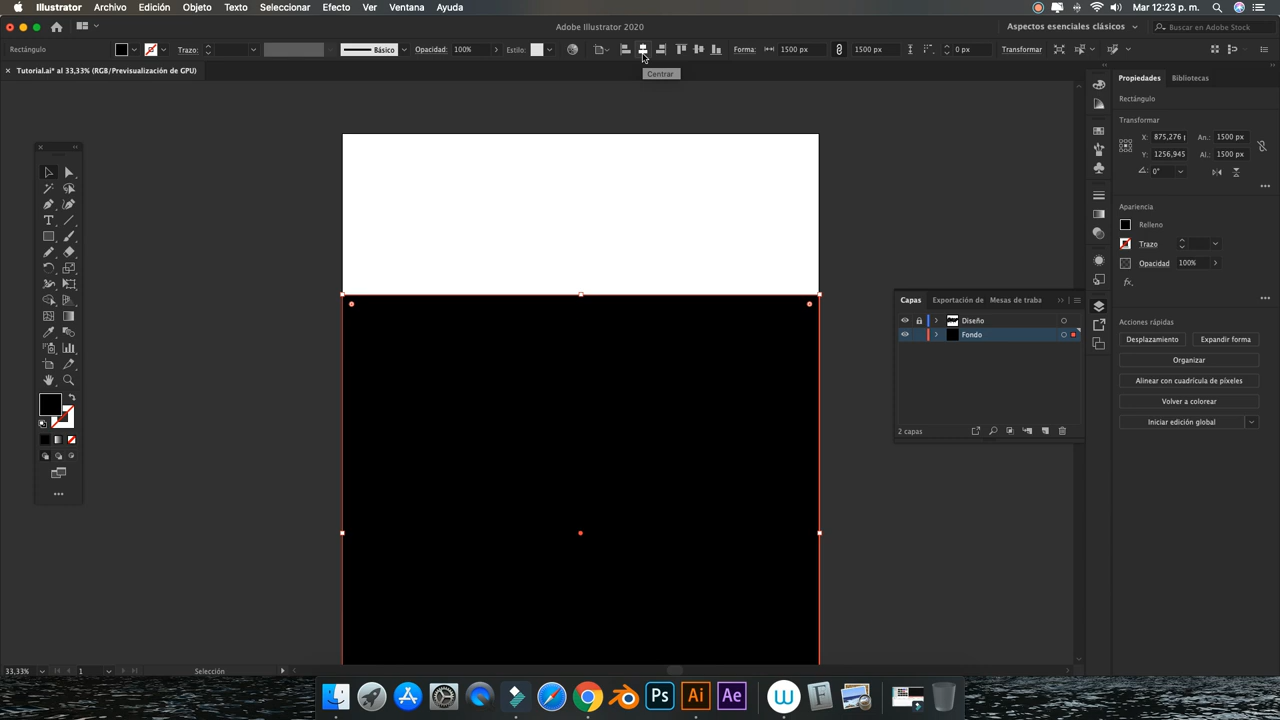 Illustrator Archivo Edición Objeto Texto Seleccionar Efecto Ver Ventana Ayuda Mar 12:23 p. m.
Adobe Illustrator 2020 Aspectos esenciales clásicos Buscar en Adobe Stock
Rectángulo Trazo: Básico Opacidad: 100% Estilo: Forma: 1500 px 1500 px 0 px Transformar
Centrar
× Tutorial.ai* al 33,33% (RGB/Previsualización de GPU)
Propiedades Bibliotecas
Rectángulo
Transformar
X: 875,276 An.: 1500 px
Y: 1256,945 Al.: 1500 px
0°
Apariencia
Relleno
Trazo
Opacidad 100%
fx.
Capas Exportación de Mesas de traba
Diseño
Fondo
2 capas
Acciones rápidas
Desplazamiento Expandir forma
Organizar
Alinear con cuadrícula de píxeles
Volver a colorear
Iniciar edición global
33,33% 1 Selección
Ps Ai Ae